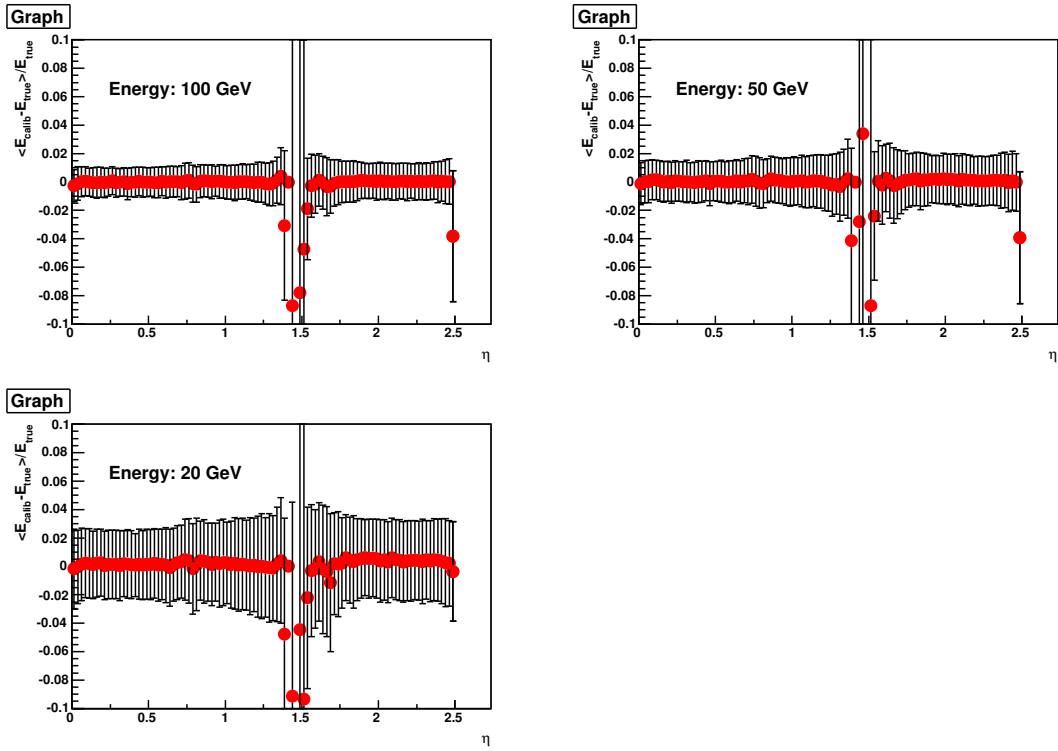 Graph
<E_calib-E_true>/E_true
0.1
0.08
0.06
0.04
0.02
0
-0.02
-0.04
-0.06
-0.08
-0.1
Energy: 100 GeV
0 0.5 1 1.5 2 2.5
η
Graph
<E_calib-E_true>/E_true
0.1
0.08
0.06
0.04
0.02
0
-0.02
-0.04
-0.06
-0.08
-0.1
Energy: 50 GeV
0 0.5 1 1.5 2 2.5
η
Graph
<E_calib-E_true>/E_true
0.1
0.08
0.06
0.04
0.02
0
-0.02
-0.04
-0.06
-0.08
-0.1
Energy: 20 GeV
0 0.5 1 1.5 2 2.5
η